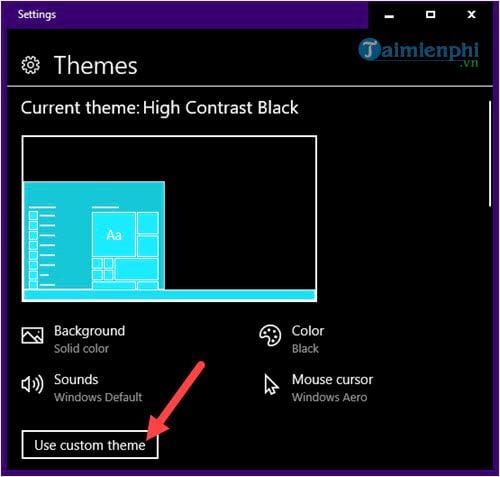 Settings
Taimienphi
.vn
Themes
Current theme: High Contrast Black
Aa
Background
Solid color
Color
Black
Sounds
Windows Default
Mouse cursor
Windows Aero
Use custom theme